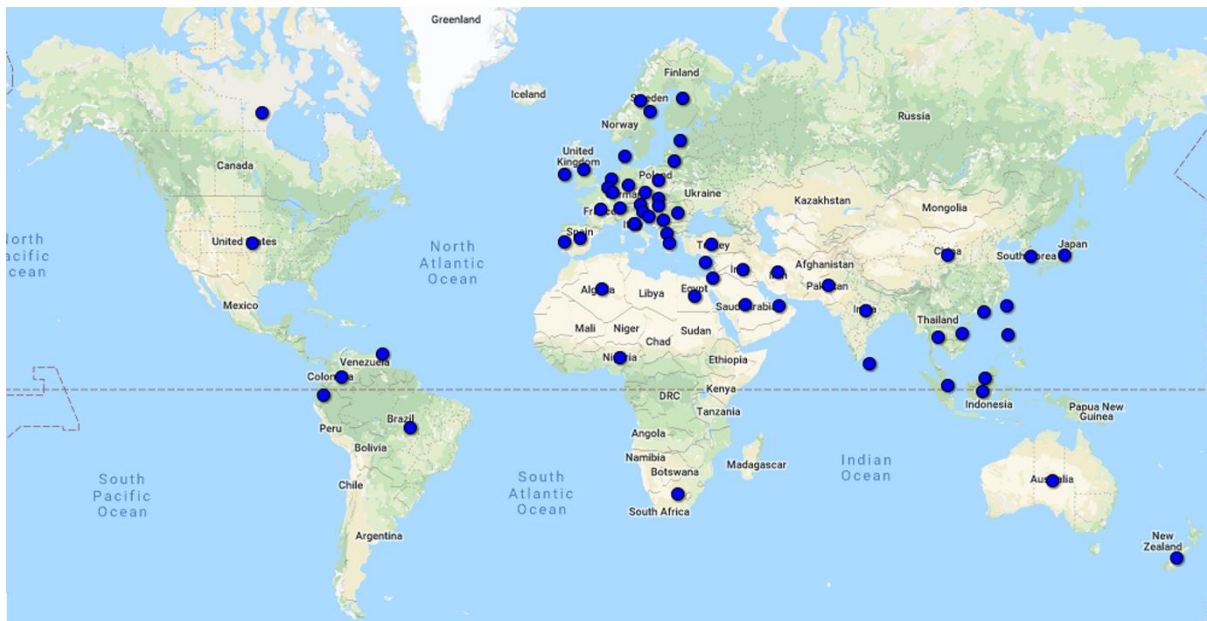 Greenland
Iceland
Finland
Sweden
Norway
Russia
Canada
United
Kingdom
Poland
Ukraine
Kazakhstan
Mongolia
North
Pacific
Ocean
United States
North
Atlantic
Ocean
Spain
Turkey
Afghanistan
China
South Korea
Japan
Mexico
Algeria
Libya
Egypt
Saudi Arabia
Pakistan
India
Mali
Niger
Chad
Sudan
Thailand
Venezuela
Nigeria
Ethiopia
Colombia
Kenya
DRC
Indonesia
Papua New
Guinea
Peru
Brazil
Tanzania
Bolivia
Angola
Namibia
Botswana
Madagascar
Indian
Ocean
South
Pacific
Ocean
Chile
South
Atlantic
Ocean
South Africa
Australia
Argentina
New
Zealand